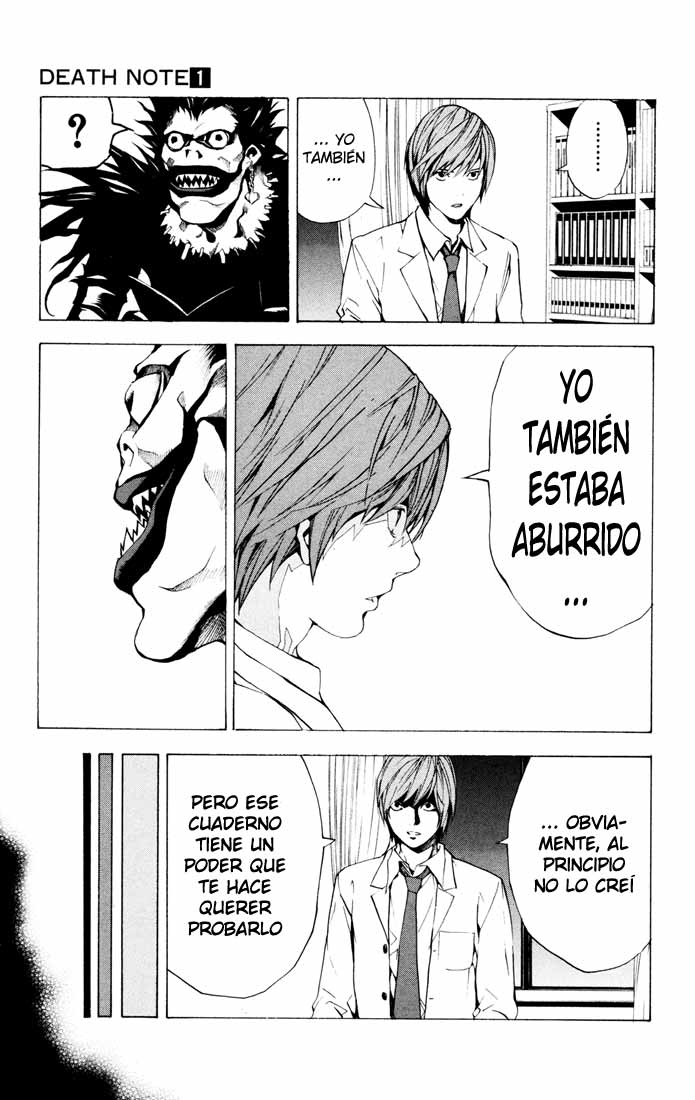 DEATH NOTE 1
......
... YO
TAMBIÉN
...
?
YO
TAMBIÉN
ESTABA
ABURRIDO
...
... OBVIA-
MENTE, AL
PRINCIPIO
NO LO CREÍ
PERO ESE
CUADERNO
TIENE UN
PODER QUE
TE HACE
QUERER
PROBARLO